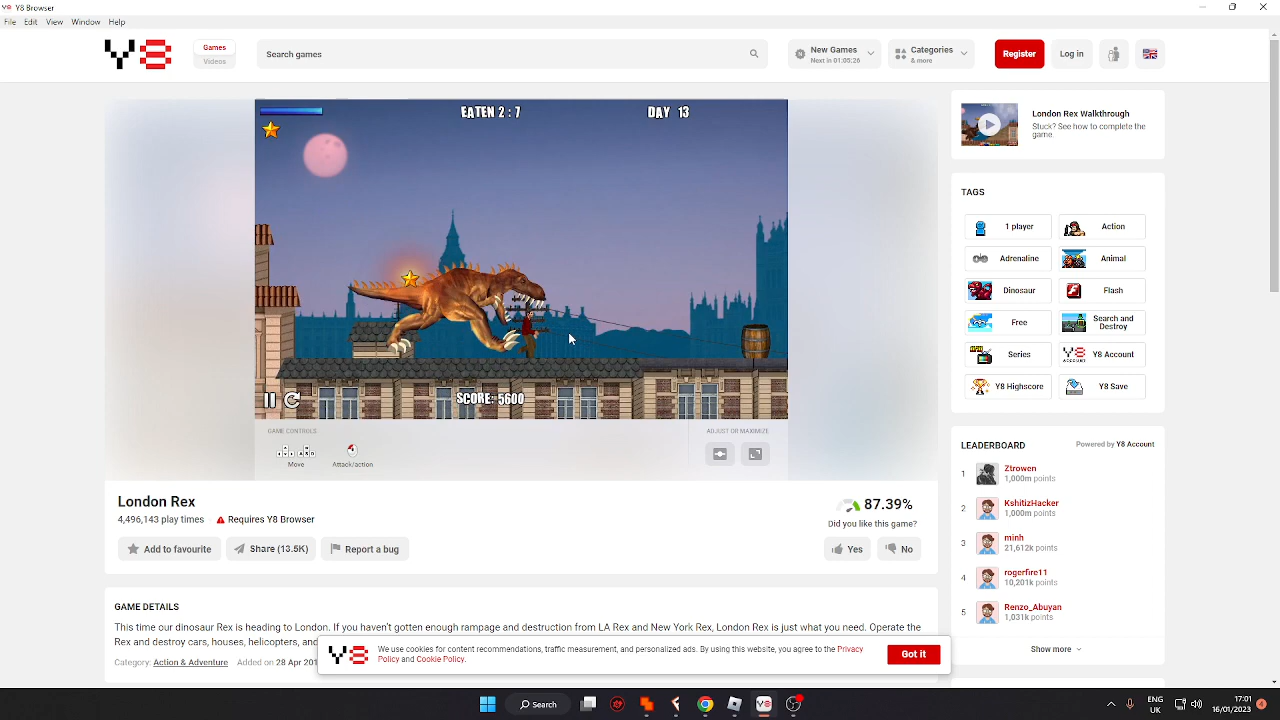 Y8 Browser
File Edit View Window Help
Y8
Games
Videos
Search games
New Games
Next in 01:05:26
Categories
& more
Register
Log in
EATEN 2 : 7
DAY 13
SCORE: 5600
GAME CONTROLS
Move
Attack/action
ADJUST OR MAXIMIZE
London Rex
4,496,143 play times
Requires Y8 Browser
87.39%
Did you like this game?
Add to favourite
Share (13.5K)
Report a bug
Yes
No
GAME DETAILS
This time our dinosaur Rex is heading to London. If you haven't gotten enough rampage and destruction from LA Rex and New York Rex, London Rex is just what you need. Operate the
Rex and destroy cars, houses, helicopters, and
Category: Action & Adventure Added on 28 Apr 201
London Rex Walkthrough
Stuck? See how to complete the
game.
TAGS
1 player
Action
Adrenaline
Animal
Dinosaur
Flash
Free
Search and
Destroy
Series
Y8 Account
Y8 Highscore
Y8 Save
LEADERBOARD
Powered by Y8 Account
1
Ztrowen
1,000m points
2
KshitizHacker
1,000m points
3
minh
21,612k points
4
rogerfire11
10,201k points
5
Renzo_Abuyan
1,031k points
Show more
Y8
We use cookies for content recommendations, traffic measurement, and personalized ads. By using this website, you agree to the Privacy
Policy and Cookie Policy.
Got it
Search
ENG
UK
17:01
16/01/2023
4